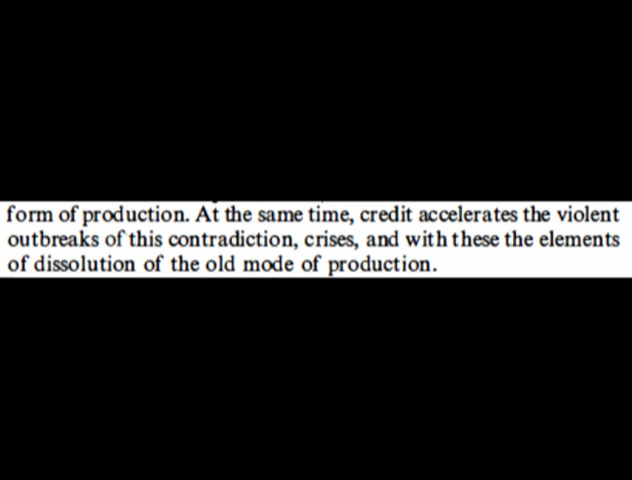 form of production. At the same time, credit accelerates the violent
outbreaks of this contradiction, crises, and with these the elements
of dissolution of the old mode of production.